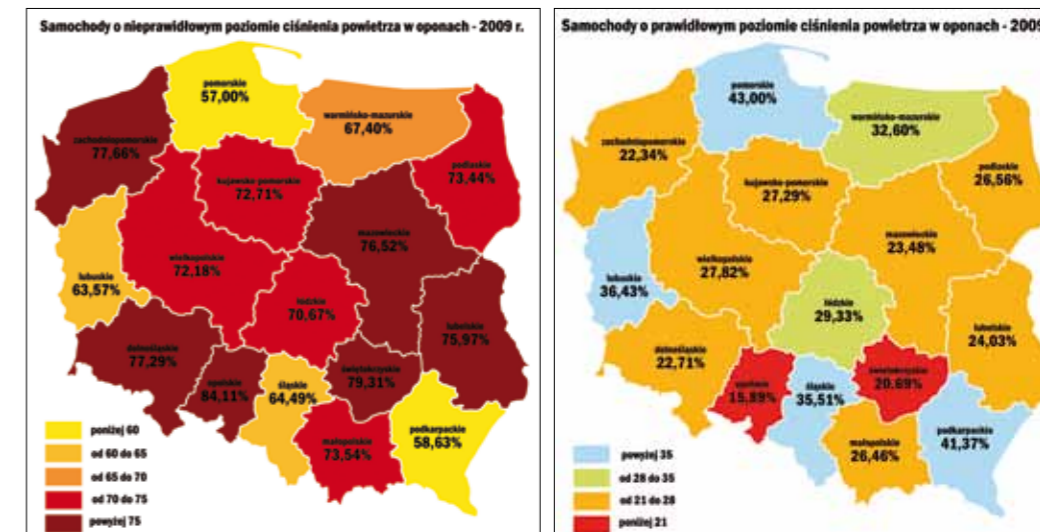 Samochody o nieprawidłowym poziomie ciśnienia powietrza w oponach - 2009 r.
pomorskie
57,00%
warmińsko-mazurskie
67,40%
zachodniopomorskie
77,66%
podlaskie
73,44%
kujawsko-pomorskie
72,71%
mazowieckie
76,52%
wielkopolskie
72,18%
lubuskie
63,57%
łódzkie
70,67%
lubelskie
75,97%
dolnośląskie
77,29%
opolskie
84,11%
śląskie
64,49%
świętokrzyskie
79,31%
małopolskie
73,54%
podkarpackie
58,63%
poniżej 60
od 60 do 65
od 65 do 70
od 70 do 75
powyżej 75
Samochody o prawidłowym poziomie ciśnienia powietrza w oponach - 2009
pomorskie
43,00%
warmińsko-mazurskie
32,60%
zachodniopomorskie
22,34%
podlaskie
26,56%
kujawsko-pomorskie
27,29%
mazowieckie
23,48%
wielkopolskie
27,82%
lubuskie
36,43%
łódzkie
29,33%
lubelskie
24,03%
dolnośląskie
22,71%
opolskie
15,89%
śląskie
35,51%
świętokrzyskie
20,69%
małopolskie
26,46%
podkarpackie
41,37%
powyżej 35
od 28 do 35
od 21 do 28
poniżej 21